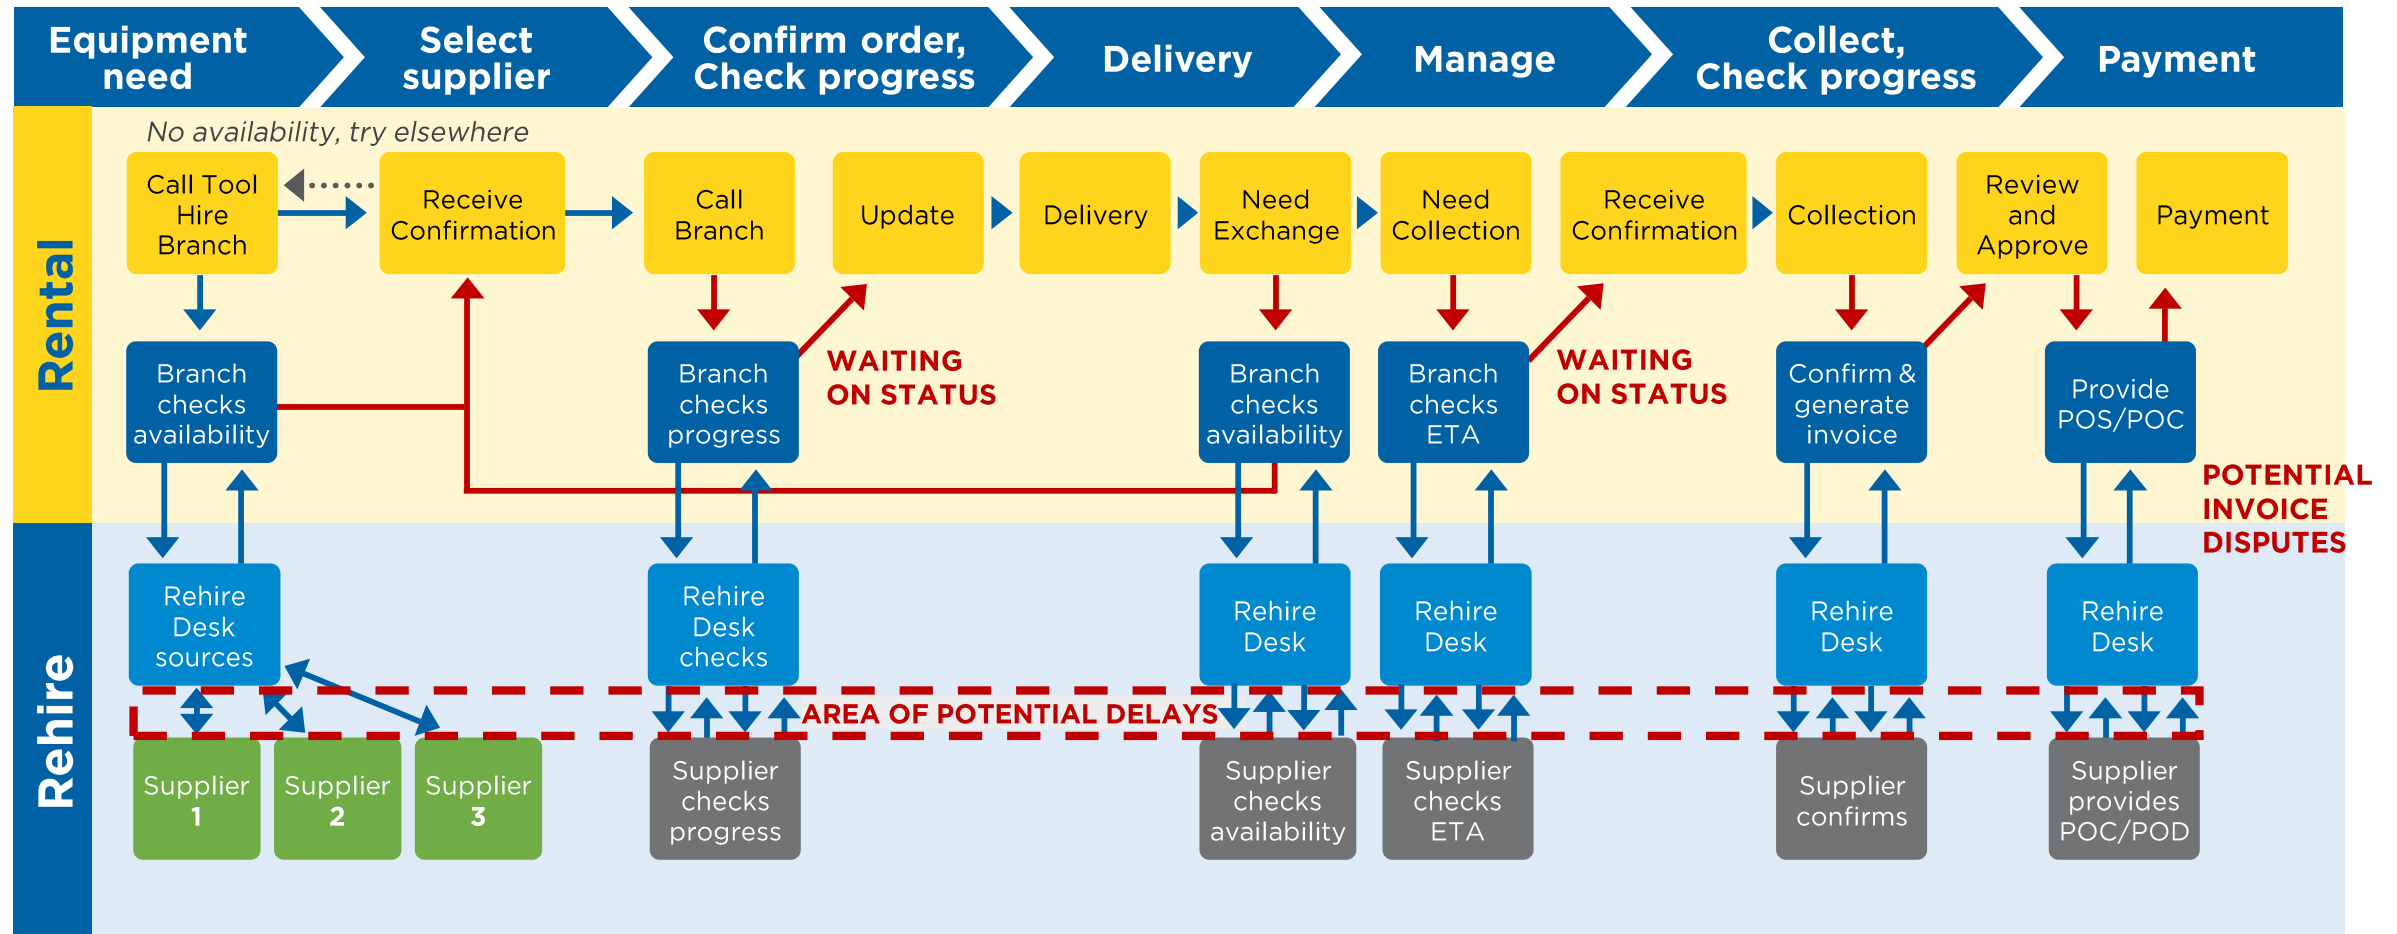 Equipment
need
Select
supplier
Confirm order,
Check progress
Delivery
Manage
Collect,
Check progress
Payment
Rental
No availability, try elsewhere
Call Tool
Hire
Branch
Receive
Confirmation
Call
Branch
Update
Delivery
Need
Exchange
Need
Collection
Receive
Confirmation
Collection
Review
and
Approve
Payment
Branch
checks
availability
Branch
checks
progress
WAITING
ON STATUS
Branch
checks
availability
Branch
checks
ETA
WAITING
ON STATUS
Confirm &
generate
invoice
Provide
POS/POC
POTENTIAL
INVOICE
DISPUTES
Rehire
Rehire
Desk
sources
Rehire
Desk
checks
Rehire
Desk
Rehire
Desk
Rehire
Desk
Rehire
Desk
AREA OF POTENTIAL DELAYS
Supplier
1
Supplier
2
Supplier
3
Supplier
checks
progress
Supplier
checks
availability
Supplier
checks
ETA
Supplier
confirms
Supplier
provides
POC/POD